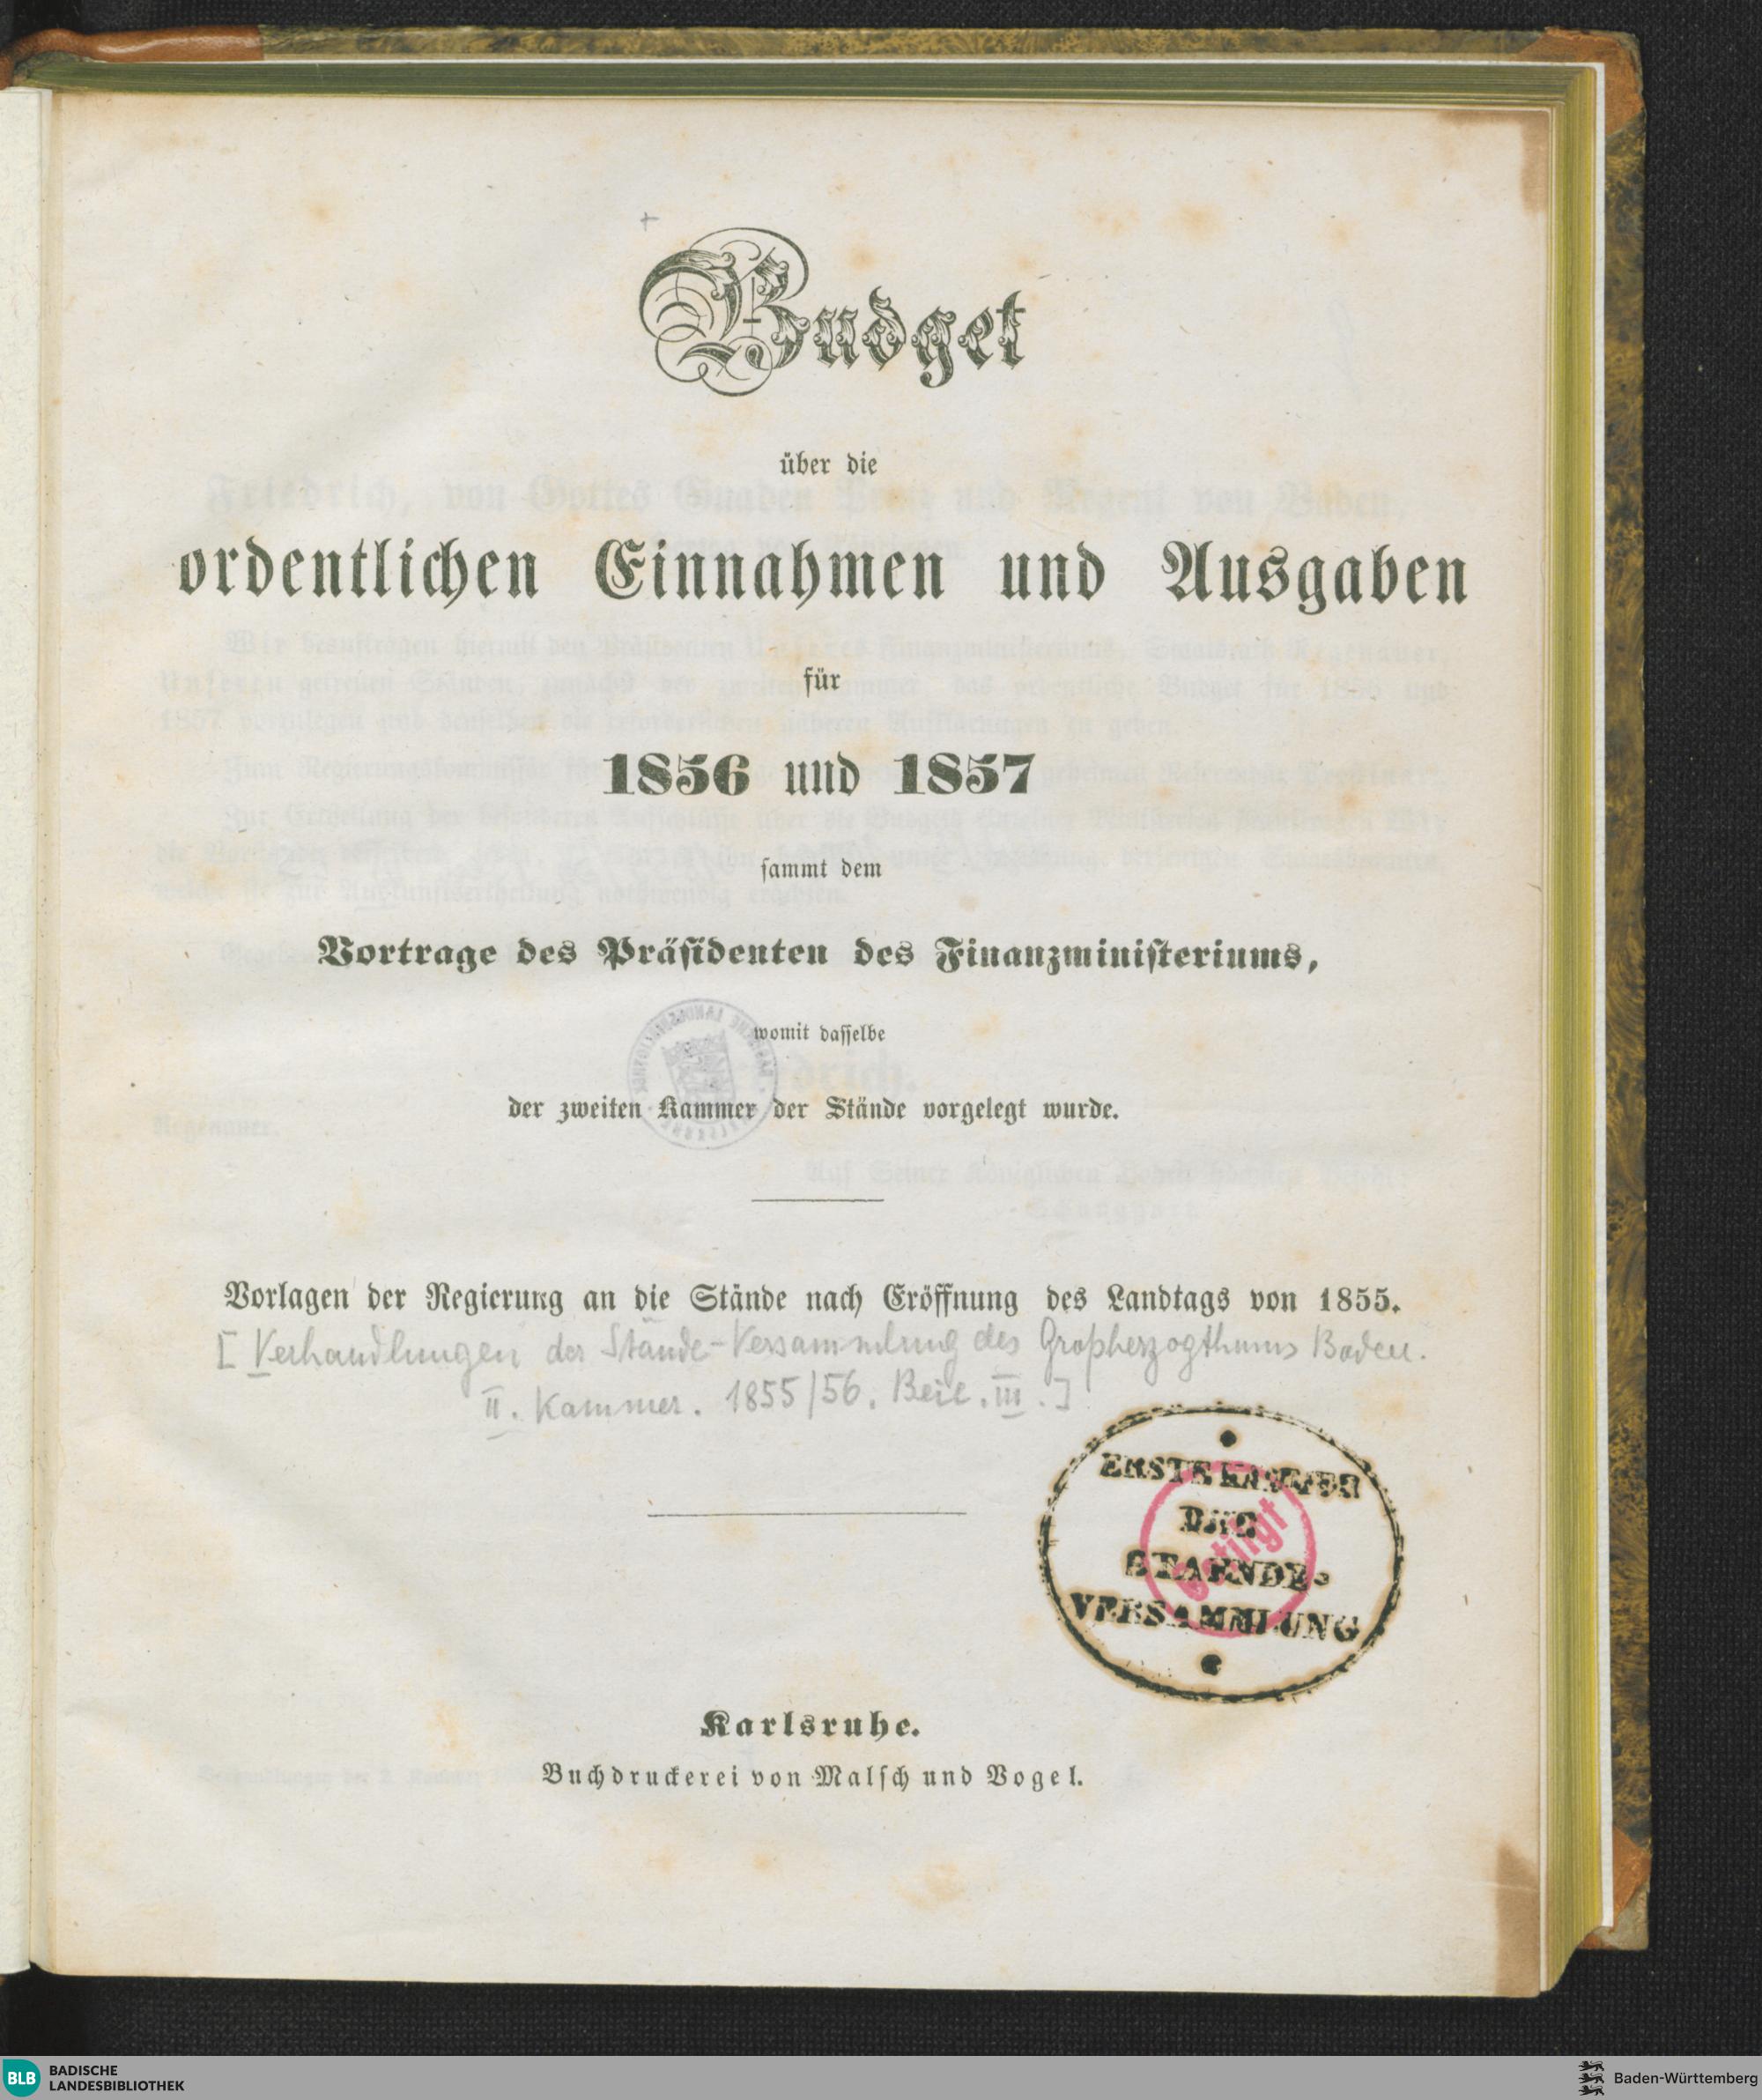 Budget
über die
ordentlichen Einnahmen und Ausgaben
für
1856 und 1857
sammt dem
Vortrage des Präsidenten des Finanzministeriums,
womit dasselbe
der zweiten Kammer der Stände vorgelegt wurde.
Vorlagen der Regierung an die Stände nach Eröffnung des Landtags von 1855.
[Verhandlungen der Stände-Versammlung des Großherzogthums Baden.
II. Kammer. 1855/56. Beil. III.]
ERSTE KAMMER
DER
STAENDE-
VERSAMMLUNG
Getilgt
Karlsruhe.
Buchdruckerei von Malsch und Vogel.
BLB BADISCHE
LANDESBIBLIOTHEK
Baden-Württemberg